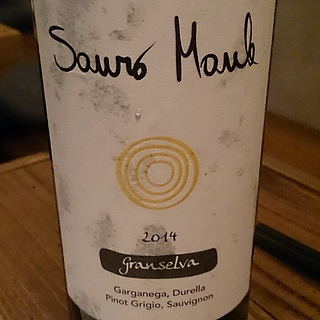 Sauro Maule
2014
granselva
Garganega, Durella
Pinot Grigio, Sauvignon